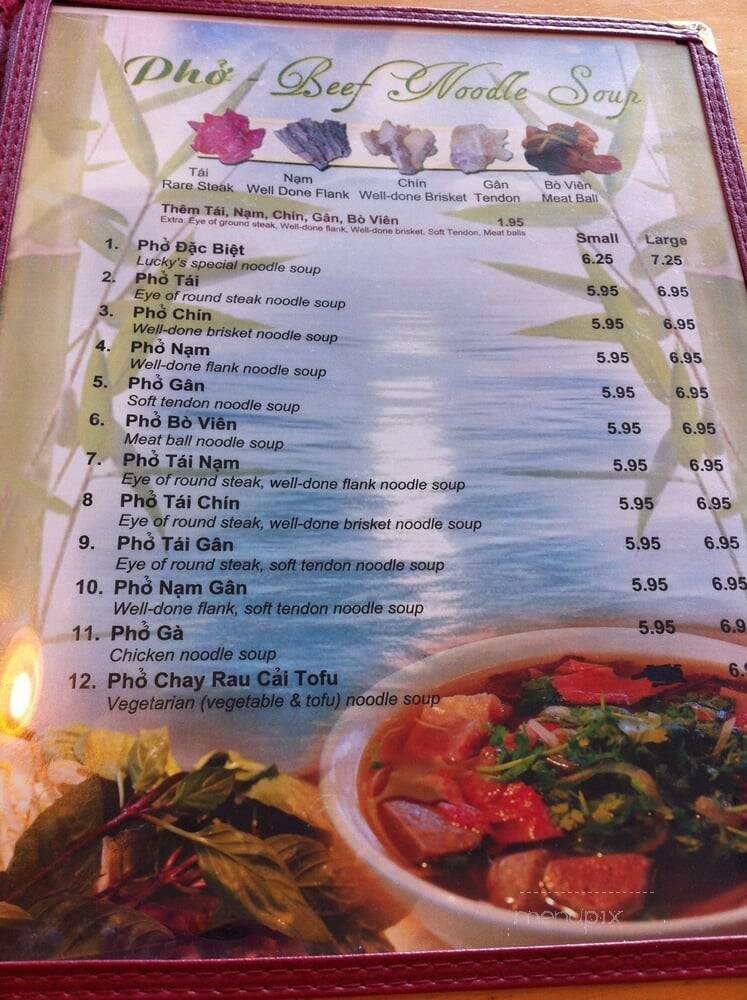 Phở - Beef Noodle Soup
Tái Nạm Chín Gân Bò Viên
Rare Steak Well Done Flank Well-done Brisket Tendon Meat Ball
Thêm Tái, Nạm, Chín, Gân, Bò Viên 1.95
Extra: Eye of ground steak, Well-done flank, Well-done brisket, Soft Tendon, Meat balls
Small Large
1. Phở Đặc Biệt 6.25 7.25
Lucky's special noodle soup
2. Phở Tái 5.95 6.95
Eye of round steak noodle soup
3. Phở Chín 5.95 6.95
Well-done brisket noodle soup
4. Phở Nạm 5.95 6.95
Well-done flank noodle soup
5. Phở Gân 5.95 6.95
Soft tendon noodle soup
6. Phở Bò Viên 5.95 6.95
Meat ball noodle soup
7. Phở Tái Nạm 5.95 6.95
Eye of round steak, well-done flank noodle soup
8 Phở Tái Chín 5.95 6.95
Eye of round steak, well-done brisket noodle soup
9. Phở Tái Gân 5.95 6.95
Eye of round steak, soft tendon noodle soup
10. Phở Nạm Gân 5.95 6.95
Well-done flank, soft tendon noodle soup
11. Phở Gà 5.95 6.9
Chicken noodle soup
12. Phở Chay Rau Cải Tofu
Vegetarian (vegetable & tofu) noodle soup
menupix